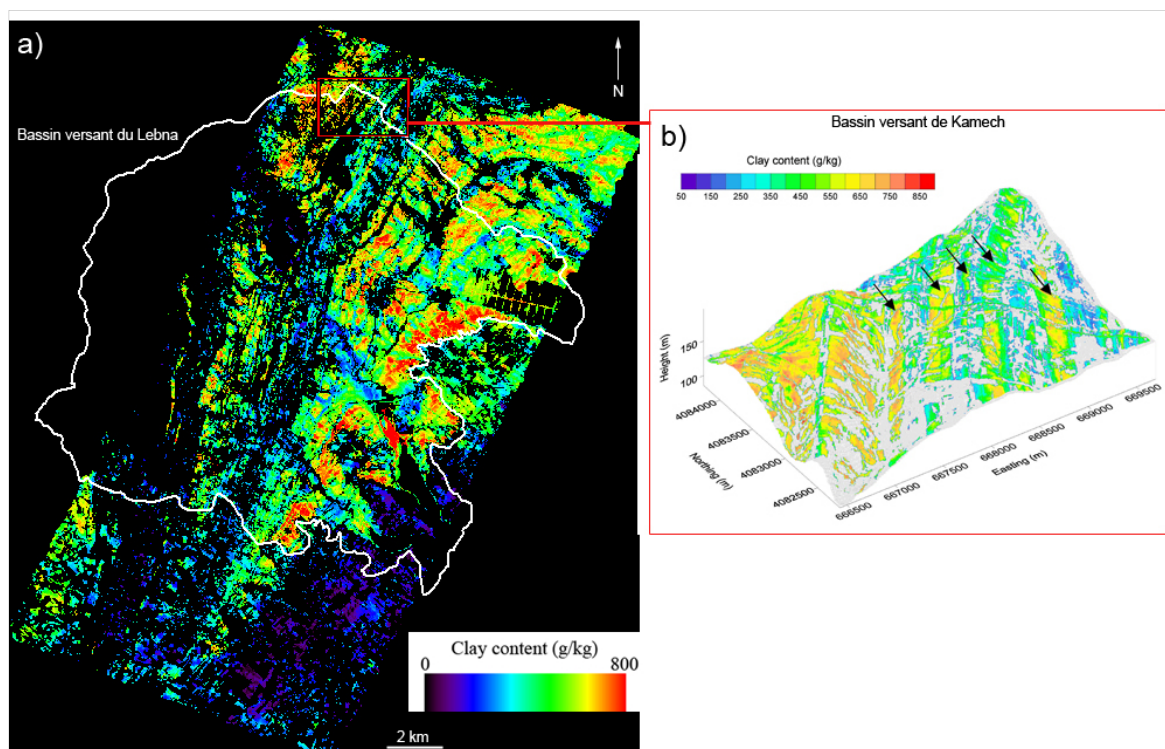 a)
N
Bassin versant du Lebna
Clay content (g/kg)
0 800
2 km
b)
Bassin versant de Kamech
Clay content (g/kg)
50 150 250 350 450 550 650 750 850
Height (m)
150
100
4084000
4083500
4083000
4082500
Northing (m)
666500
667000
667500
668000
668500
669000
669500
Easting (m)